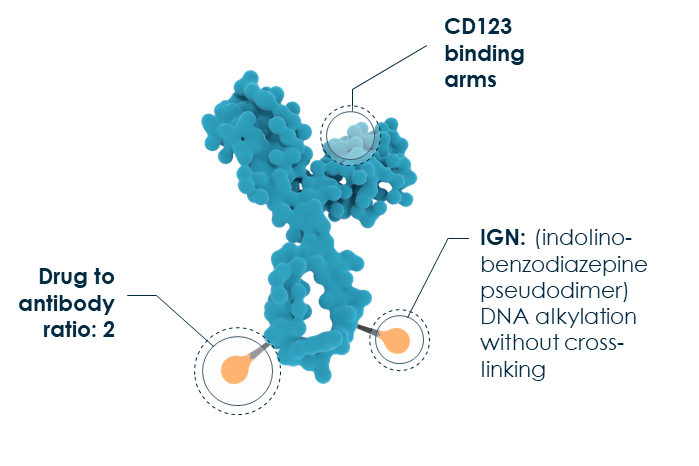 CD123
binding
arms
IGN: (indolino-
benzodiazepine
pseudodimer)
DNA alkylation
without cross-
linking
Drug to
antibody
ratio: 2